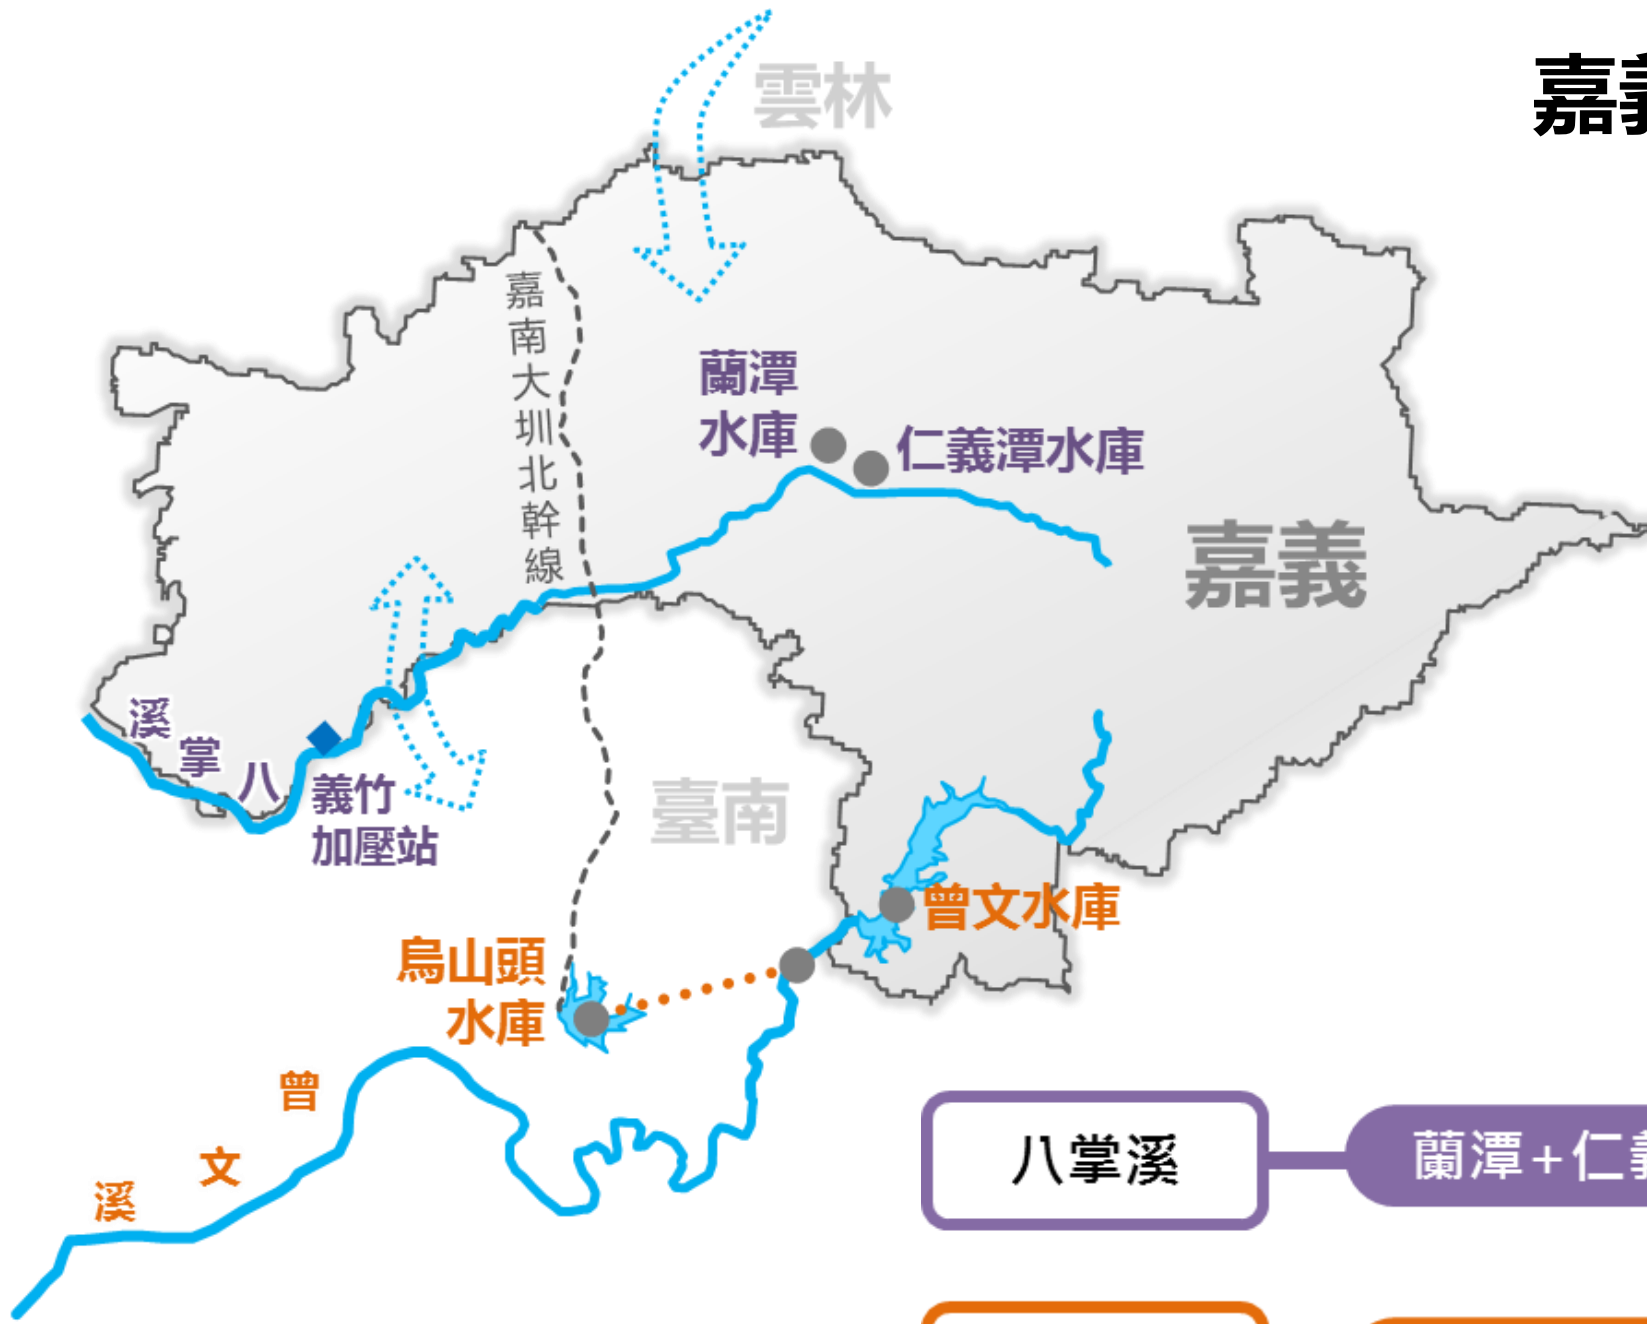 雲林
嘉義
嘉南大圳北幹線
蘭潭
水庫
仁義潭水庫
嘉義
八掌溪
義竹
加壓站
臺南
曾文水庫
烏山頭
水庫
曾文溪
八掌溪
蘭潭+仁義